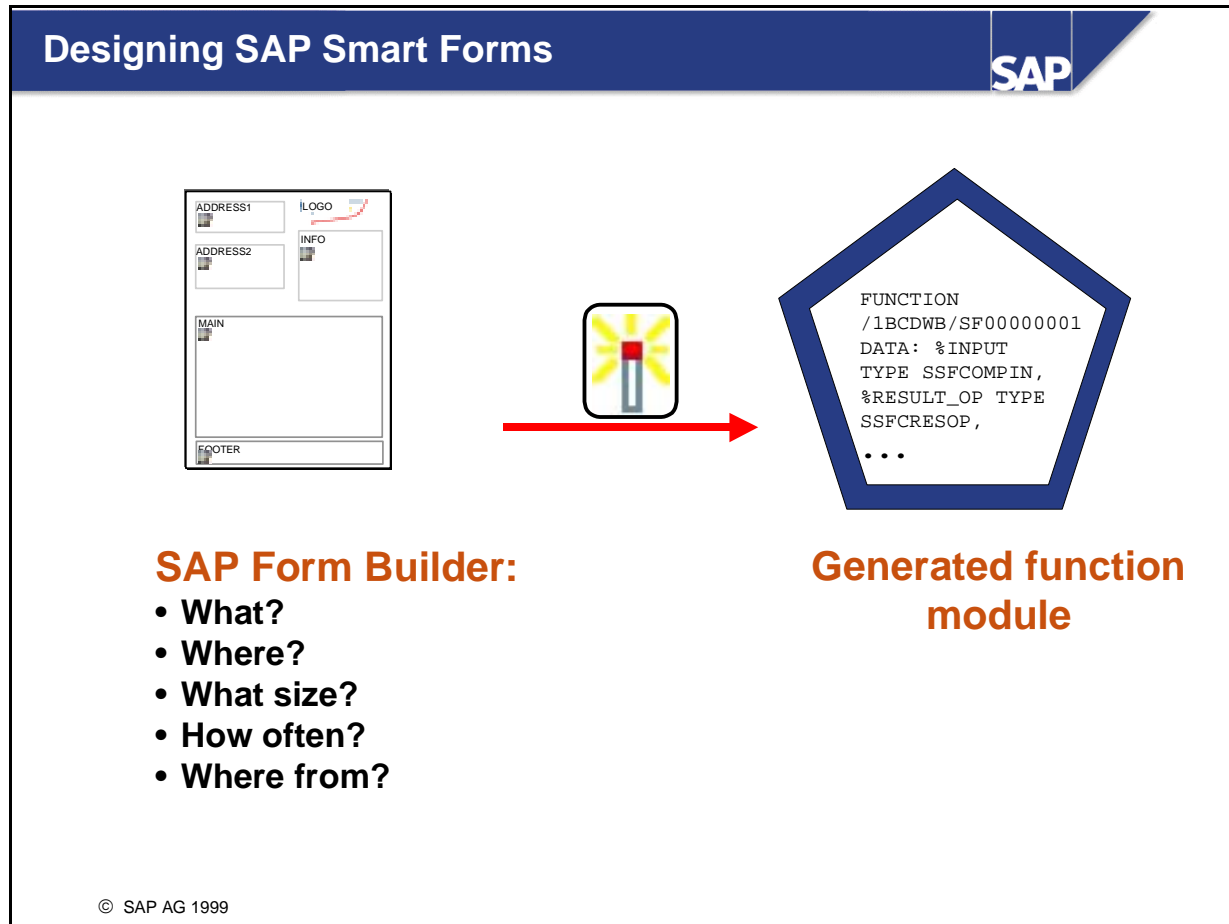 Designing SAP Smart Forms
SAP
ADDRESS1
LOGO
ADDRESS2
INFO
MAIN
FOOTER
FUNCTION
/1BCDWB/SF00000001
DATA: %INPUT
TYPE SSFCOMPIN,
%RESULT_OP TYPE
SSFCRESOP,
...
SAP Form Builder:
• What?
• Where?
• What size?
• How often?
• Where from?
Generated function
module
© SAP AG 1999